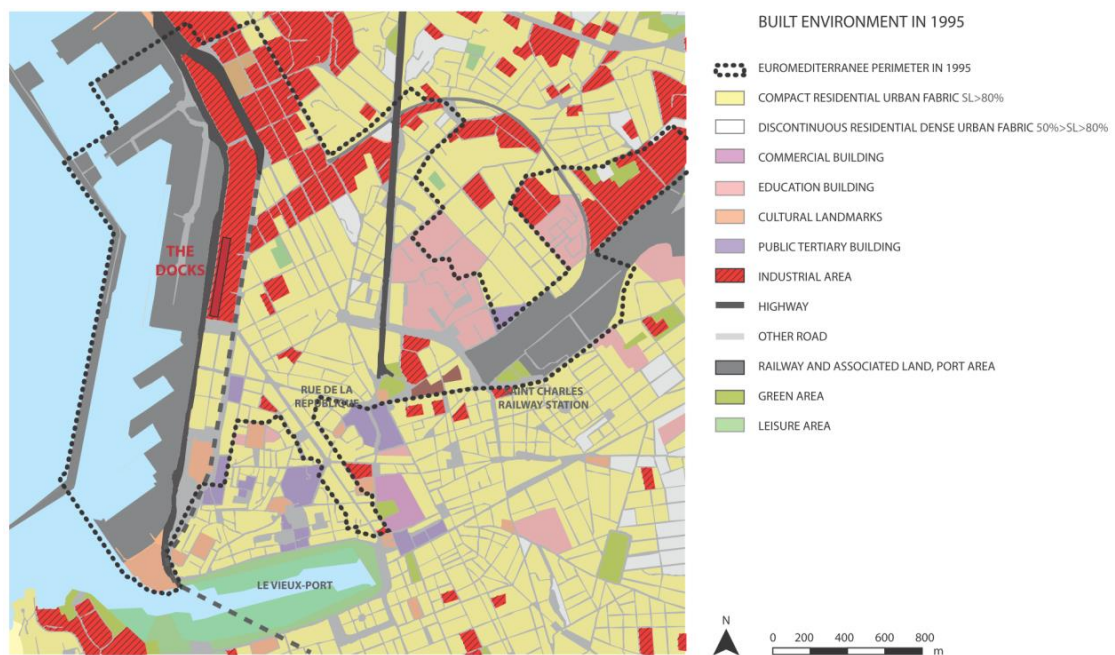 BUILT ENVIRONMENT IN 1995
EUROMEDITERRANEE PERIMETER IN 1995
COMPACT RESIDENTIAL URBAN FABRIC SL>80%
DISCONTINUOUS RESIDENTIAL DENSE URBAN FABRIC 50%>SL>80%
COMMERCIAL BUILDING
EDUCATION BUILDING
CULTURAL LANDMARKS
PUBLIC TERTIARY BUILDING
INDUSTRIAL AREA
HIGHWAY
OTHER ROAD
RAILWAY AND ASSOCIATED LAND, PORT AREA
GREEN AREA
LEISURE AREA
THE
DOCKS
RUE DE LA
RÉPUBLIQUE
SAINT CHARLES
RAILWAY STATION
LE VIEUX-PORT
N
0 200 400 600 800
m